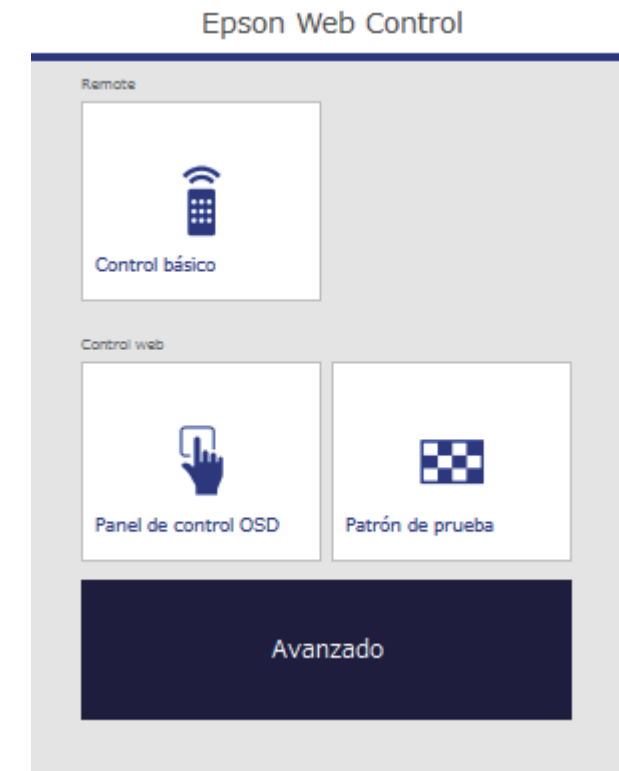 Epson Web Control
Remote
Control básico
Control web
Panel de control OSD
Patrón de prueba
Avanzado